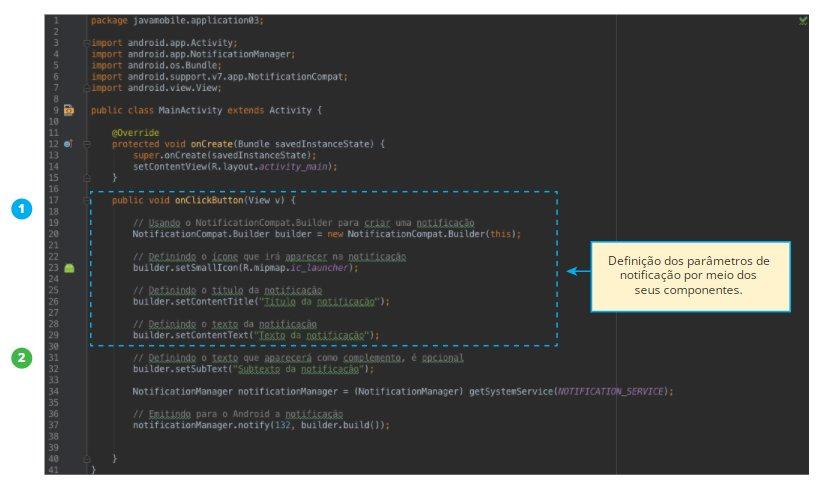 1 package javamobile.application03;
2
3 import android.app.Activity;
4 import android.app.NotificationManager;
5 import android.os.Bundle;
6 import android.support.v7.app.NotificationCompat;
7 import android.view.View;
8
9 public class MainActivity extends Activity {
10
11 @Override
12 protected void onCreate(Bundle savedInstanceState) {
13 super.onCreate(savedInstanceState);
14 setContentView(R.layout.activity_main);
15 }
16
17 public void onClickButton(View v) {
1
18
19 // Usando o NotificationCompat.Builder para criar uma notificação
20 NotificationCompat.Builder builder = new NotificationCompat.Builder(this);
21
22 // Definindo o ícone que irá aparecer na notificação
23 builder.setSmallIcon(R.mipmap.ic_launcher);
24
25 // Definindo o título da notificação
26 builder.setContentTitle("Título da notificação");
27
28 // Definindo o texto da notificação
29 builder.setContentText("Texto da notificação");
30
Definição dos parâmetros de
notificação por meio dos
seus componentes.
2
31 // Definindo o texto que aparecerá como complemento, é opcional
32 builder.setSubText("Subtexto da notificação");
33
34 NotificationManager notificationManager = (NotificationManager) getSystemService(NOTIFICATION_SERVICE);
35
36 // Emitindo para o Android a notificação
37 notificationManager.notify(132, builder.build());
38
39
40 }
41 }